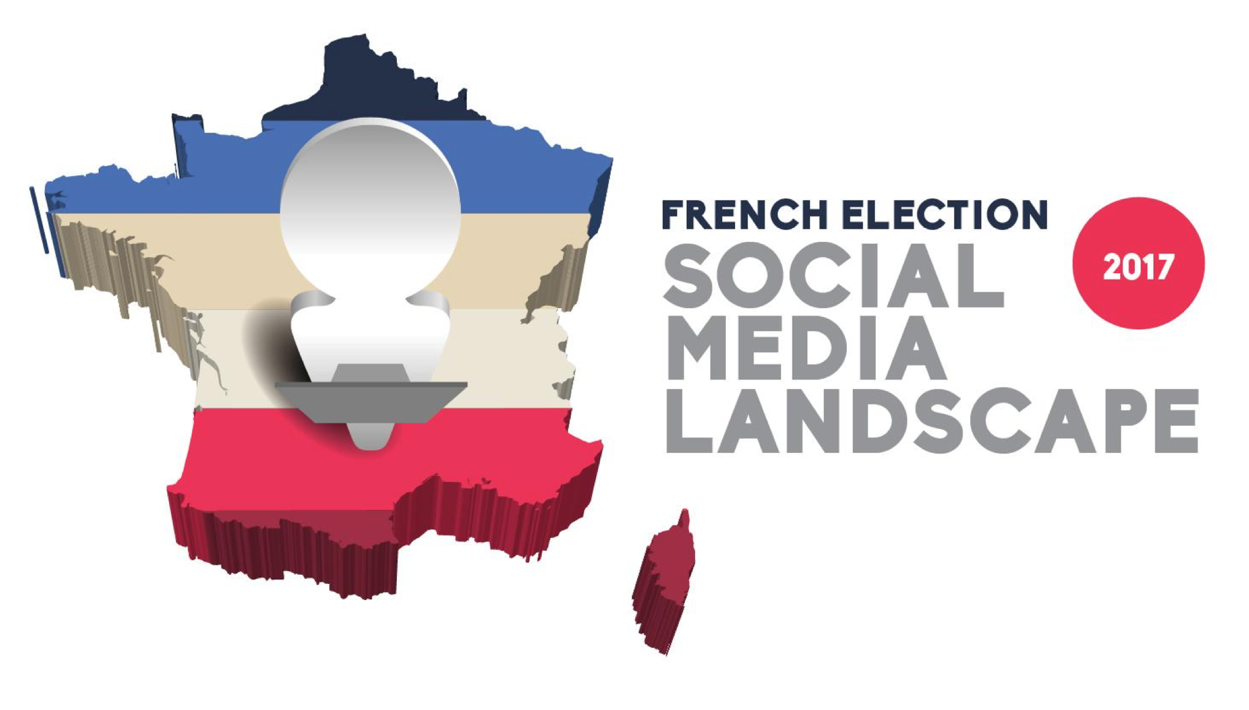 FRENCH ELECTION
SOCIAL
MEDIA
LANDSCAPE
2017